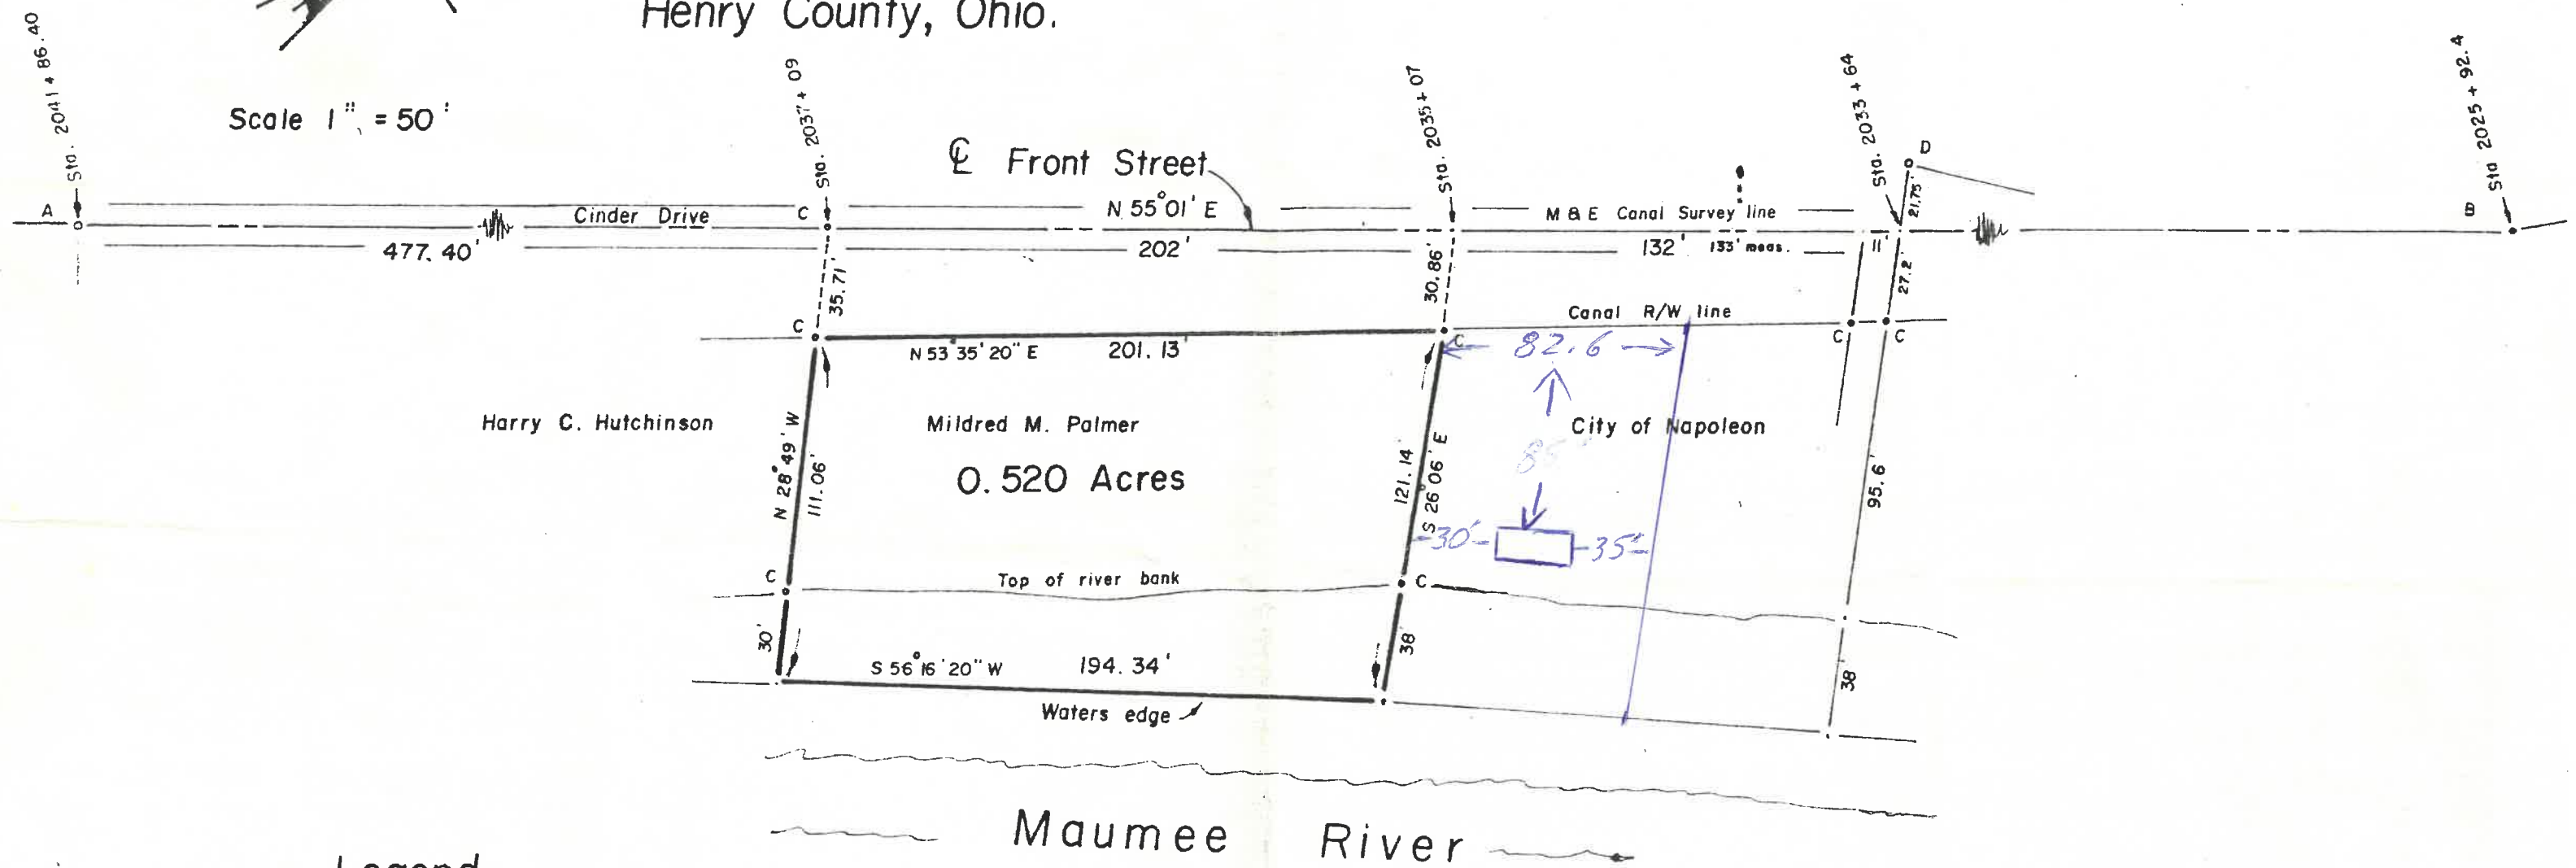 Henry County, Ohio.
Scale 1" = 50'
Sta. 2041 + 86.40
Sta. 2037 + 09
Sta. 2035 + 07
Sta. 2033 + 64
Sta 2025 + 92.4
℄ Front Street
A
Cinder Drive
C
N 55°01' E
M & E Canal Survey line
D
21.75'
B
477.40'
202'
132' 133' meas.
11'
35.71'
30.86'
27.2'
Canal R/W line
C
C
C
C
N 53°35'20" E 201.13'
82.6
Harry C. Hutchinson
Mildred M. Palmer
City of Napoleon
0.520 Acres
N 28°49' W
111.06'
121.14'
S 26°06' E
95.6'
30'
35'
C
Top of river bank
C
30'
38'
38
S 56°16'20" W 194.34'
Waters edge
Maumee River
Legend